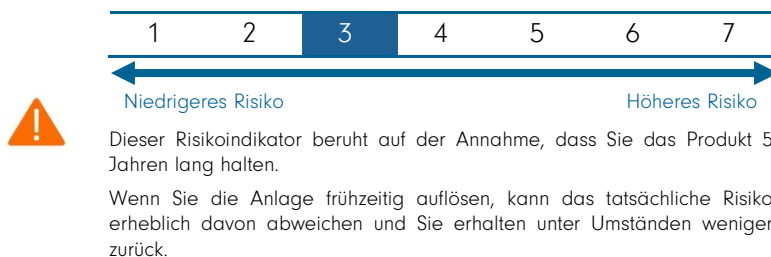 1 2 3 4 5 6 7
Niedrigeres Risiko Höheres Risiko
Dieser Risikoindikator beruht auf der Annahme, dass Sie das Produkt 5
Jahren lang halten.
Wenn Sie die Anlage frühzeitig auflösen, kann das tatsächliche Risiko
erheblich davon abweichen und Sie erhalten unter Umständen weniger
zurück.